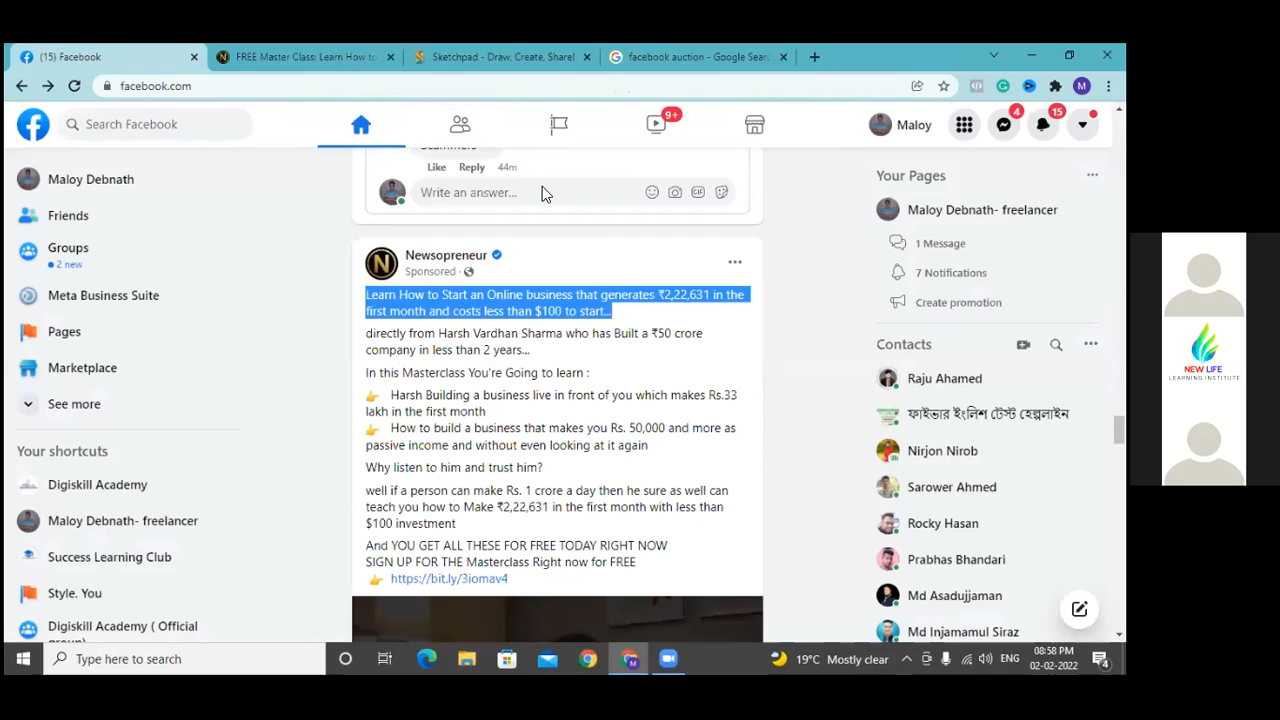 (15) Facebook
FREE Master Class: Learn How to
Sketchpad - Draw, Create, Share!
facebook auction - Google Sear
facebook.com
M
Search Facebook
9+
Maloy
4
15
Maloy Debnath
Friends
Groups
2 new
Meta Business Suite
Pages
Marketplace
See more
Your shortcuts
Digiskill Academy
Maloy Debnath- freelancer
Success Learning Club
Style. You
Digiskill Academy ( Official
group)
Scammers
Like Reply 44m
Write an answer...
GIF
N
Newsopreneur
Sponsored ·
Learn How to Start an Online business that generates ₹2,22,631 in the
first month and costs less than $100 to start...
directly from Harsh Vardhan Sharma who has Built a ₹50 crore
company in less than 2 years...
In this Masterclass You're Going to learn :
👉 Harsh Building a business live in front of you which makes Rs.33
lakh in the first month
👉 How to build a business that makes you Rs. 50,000 and more as
passive income and without even looking at it again
Why listen to him and trust him?
well if a person can make Rs. 1 crore a day then he sure as well can
teach you how to Make ₹2,22,631 in the first month with less than
$100 investment
And YOU GET ALL THESE FOR FREE TODAY RIGHT NOW
SIGN UP FOR THE Masterclass Right now for FREE
👉 https://bit.ly/3iomav4
Your Pages
Maloy Debnath- freelancer
1 Message
7 Notifications
Create promotion
Contacts
Raju Ahamed
ফাইভার ইংলিশ টেস্ট হেল্পলাইন
Nirjon Nirob
Sarower Ahmed
Rocky Hasan
Prabhas Bhandari
Md Asadujjaman
Md Injamamul Siraz
NEW LIFE
LEARNING INSTITUTE
Type here to search
19°C Mostly clear
ENG
08:58 PM
02-02-2022
4